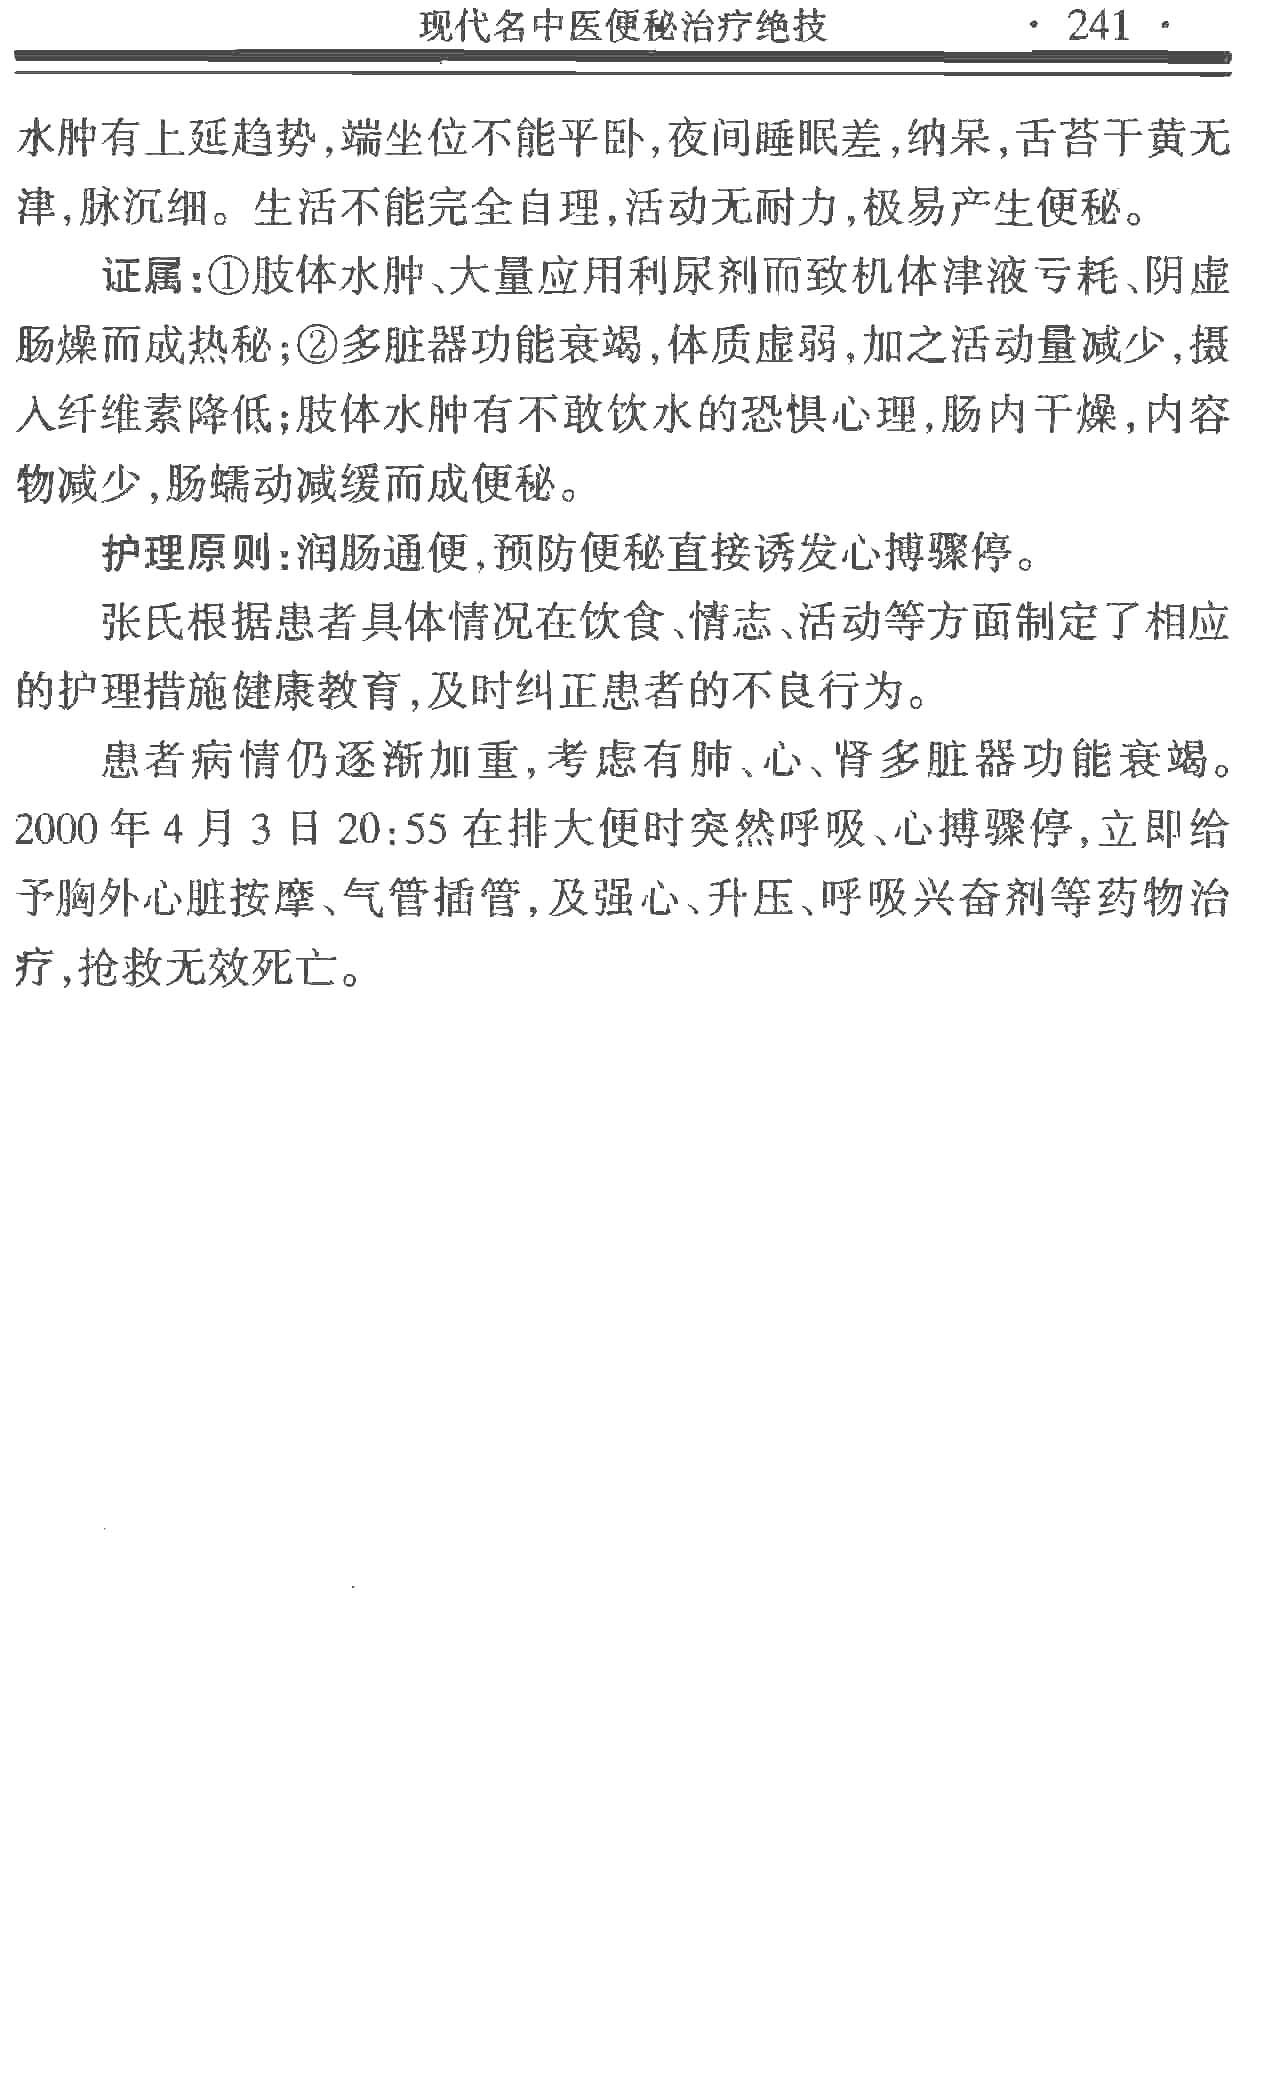 现代名中医便秘治疗绝技 · 241 ·
水肿有上延趋势,端坐位不能平卧,夜间睡眠差,纳呆,舌苔干黄无
津,脉沉细。生活不能完全自理,活动无耐力,极易产生便秘。
证属:①肢体水肿、大量应用利尿剂而致机体津液亏耗、阴虚
肠燥而成热秘;②多脏器功能衰竭,体质虚弱,加之活动量减少,摄
入纤维素降低;肢体水肿有不敢饮水的恐惧心理,肠内干燥,内容
物减少,肠蠕动减缓而成便秘。
护理原则:润肠通便,预防便秘直接诱发心搏骤停。
张氏根据患者具体情况在饮食、情志、活动等方面制定了相应
的护理措施健康教育,及时纠正患者的不良行为。
患者病情仍逐渐加重,考虑有肺、心、肾多脏器功能衰竭。
2000 年 4 月 3 日 20:55 在排大便时突然呼吸、心搏骤停,立即给
予胸外心脏按摩、气管插管,及强心、升压、呼吸兴奋剂等药物治
疗,抢救无效死亡。